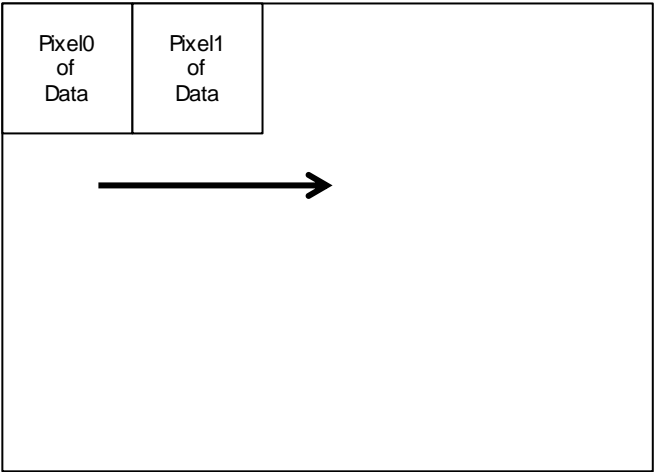 Pixel0
of
Data
Pixel1
of
Data